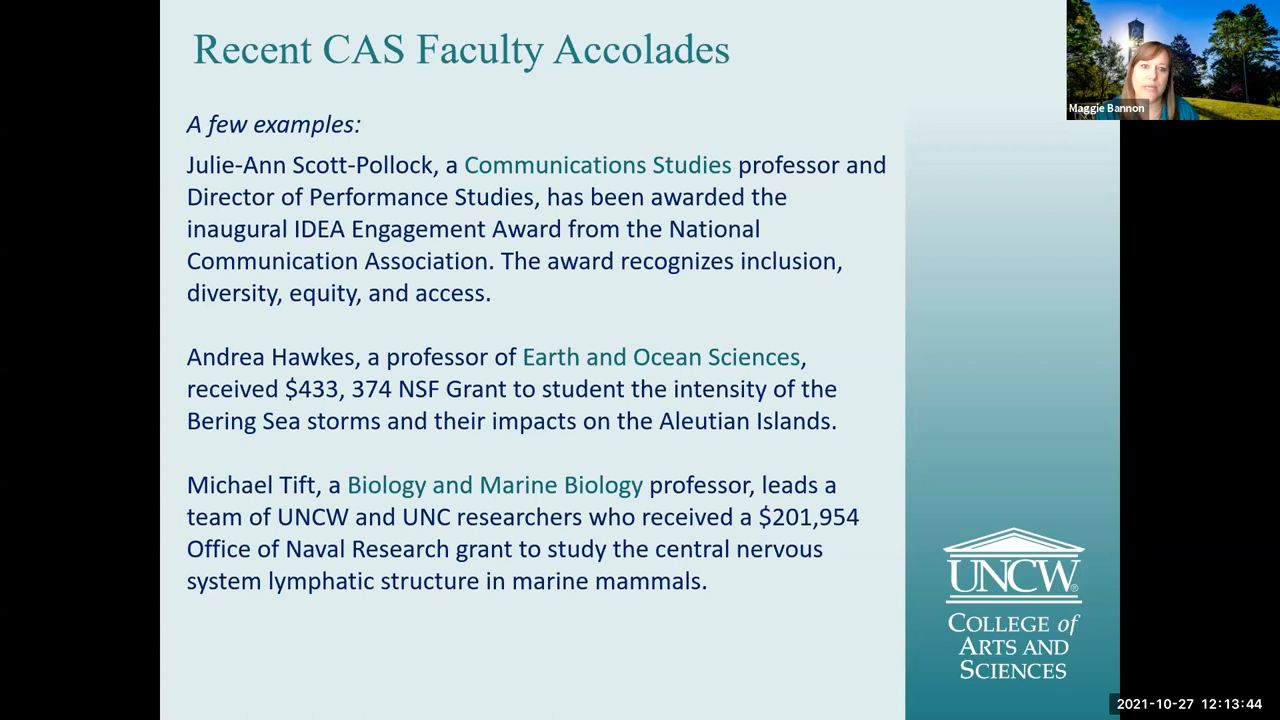 Recent CAS Faculty Accolades
A few examples:
Julie-Ann Scott-Pollock, a Communications Studies professor and
Director of Performance Studies, has been awarded the
inaugural IDEA Engagement Award from the National
Communication Association. The award recognizes inclusion,
diversity, equity, and access.
Andrea Hawkes, a professor of Earth and Ocean Sciences,
received $433, 374 NSF Grant to student the intensity of the
Bering Sea storms and their impacts on the Aleutian Islands.
Michael Tift, a Biology and Marine Biology professor, leads a
team of UNCW and UNC researchers who received a $201,954
Office of Naval Research grant to study the central nervous
system lymphatic structure in marine mammals.
Maggie Bannon
UNCW®
COLLEGE of
ARTS AND
SCIENCES
2021-10-27 12:13:44